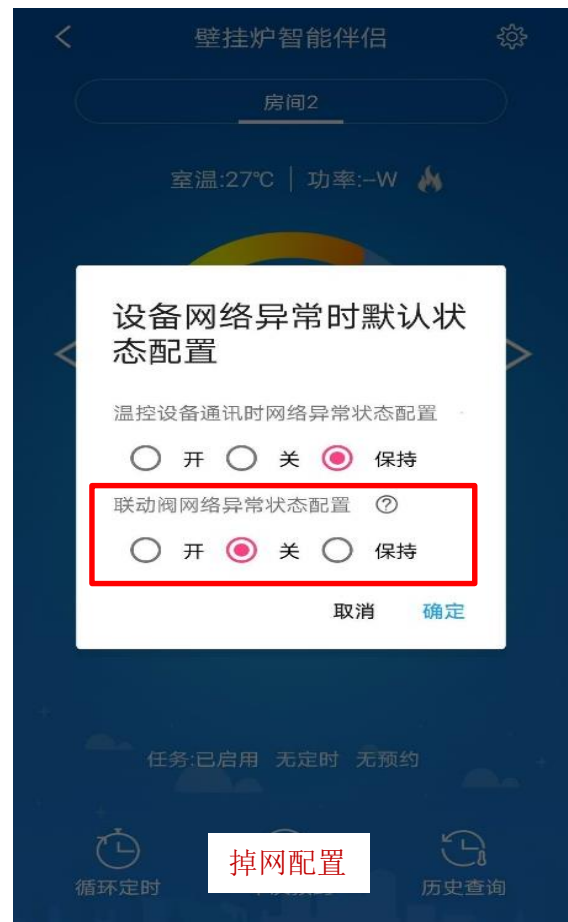 壁挂炉智能伴侣
房间2
室温:27℃ | 功率:--W
设备网络异常时默认状
态配置
温控设备通讯时网络异常状态配置
开 关 保持
联动阀网络异常状态配置 ?
开 关 保持
取消 确定
任务:已启用 无定时 无预约
掉网配置
循环定时 历史查询